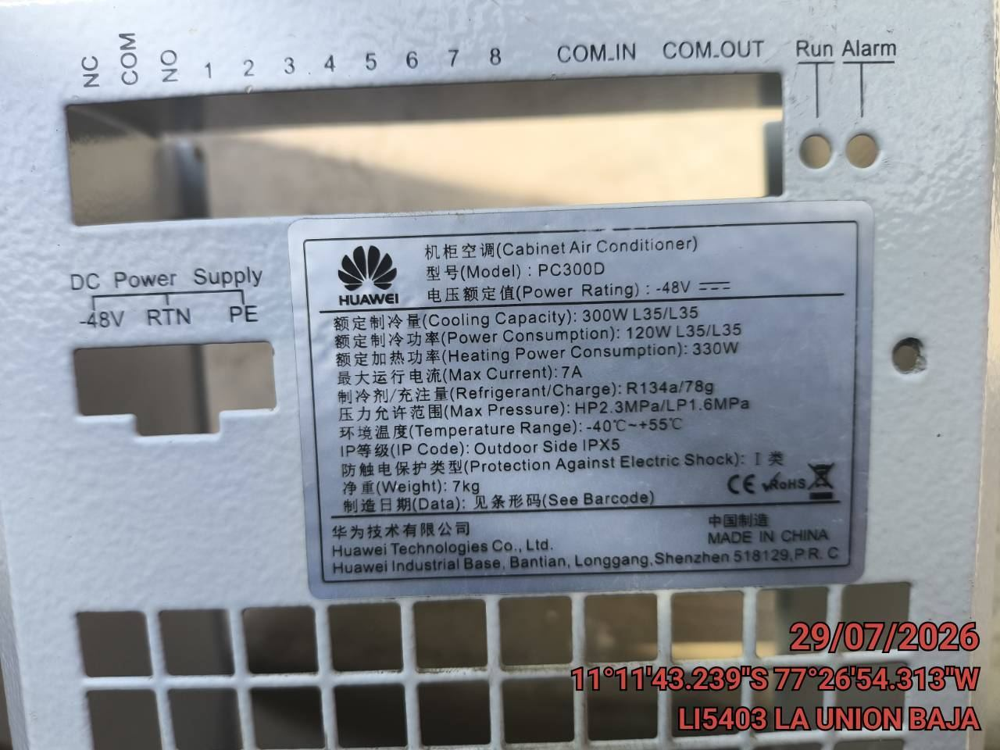 NC COM NO 1 2 3 4 5 6 7 8 COM_IN COM_OUT Run Alarm
DC Power Supply
-48V RTN PE
HUAWEI
机柜空调(Cabinet Air Conditioner)
型号(Model) : PC300D
电压额定值(Power Rating) : -48V
额定制冷量(Cooling Capacity): 300W L35/L35
额定制冷功率(Power Consumption): 120W L35/L35
额定加热功率(Heating Power Consumption): 330W
最大运行电流(Max Current): 7A
制冷剂/充注量(Refrigerant/Charge): R134a/78g
压力允许范围(Max Pressure): HP2.3MPa/LP1.6MPa
环境温度(Temperature Range): -40℃~+55℃
IP等级(IP Code): Outdoor Side IPX5
防触电保护类型(Protection Against Electric Shock): I 类
净重(Weight): 7kg
CE RoHS
制造日期(Data): 见条形码(See Barcode)
华为技术有限公司
中国制造
Huawei Technologies Co., Ltd.
MADE IN CHINA
Huawei Industrial Base, Bantian, Longgang,Shenzhen 518129,P.R. C
29/07/2026
11°11'43.239"S 77°26'54.313"W
LI5403 LA UNION BAJA